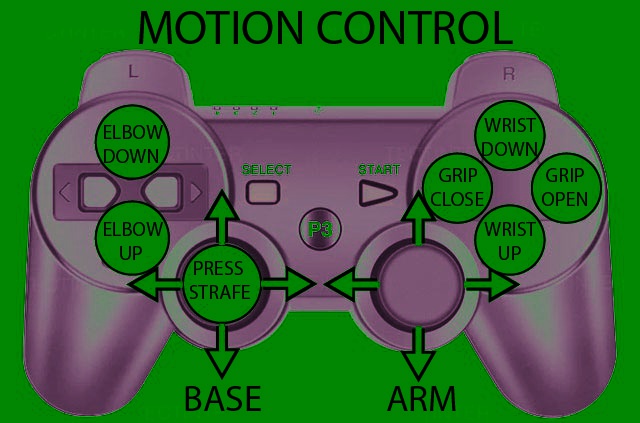 MOTION CONTROL
L
R
ELBOW
DOWN
WRIST
DOWN
SELECT
START
GRIP
CLOSE
GRIP
OPEN
ELBOW
UP
P3
WRIST
UP
PRESS
STRAFE
BASE
ARM